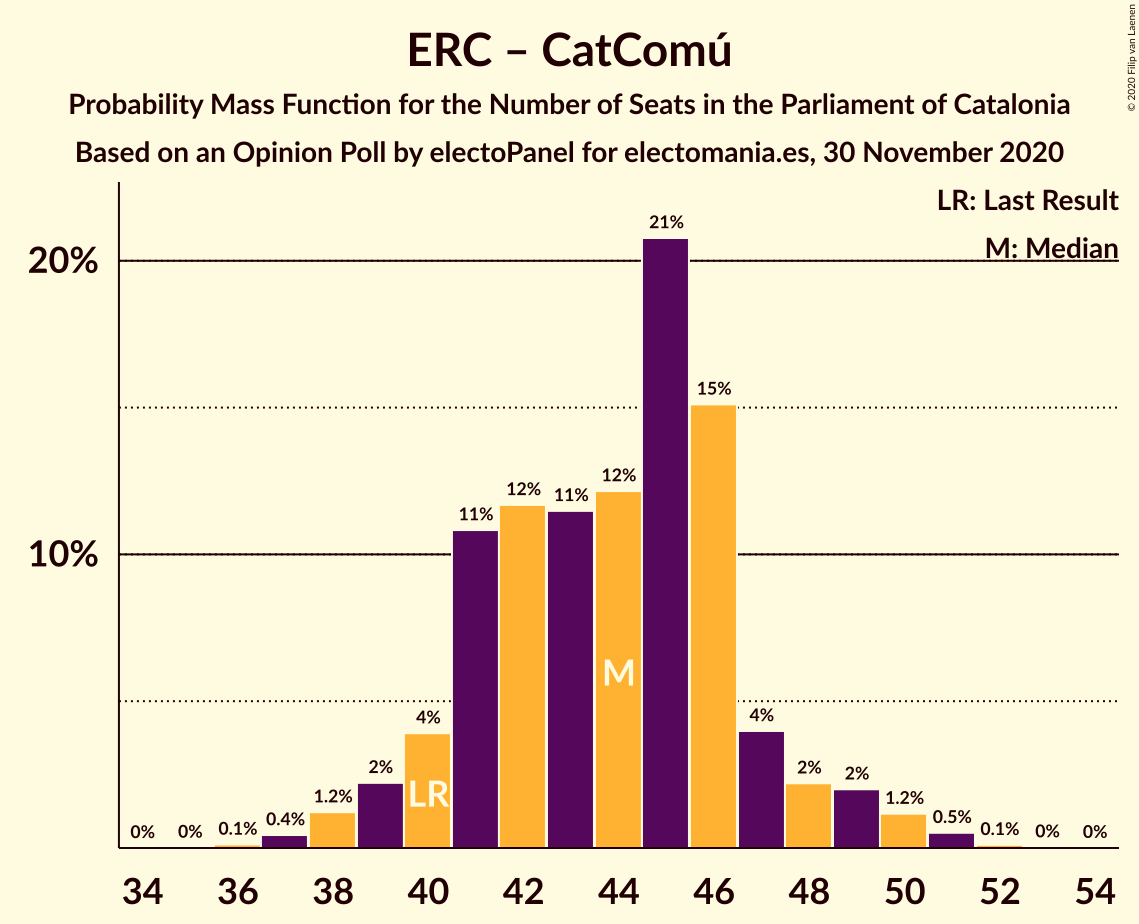 ERC – CatComú
Probability Mass Function for the Number of Seats in the Parliament of Catalonia
Based on an Opinion Poll by electoPanel for electomania.es, 30 November 2020
© 2020 Filip van Laenen
LR: Last Result
M: Median
20%
10%
0% 0% 0.1% 0.4% 1.2% 2% 4% 11% 12% 11% 12% 21% 15% 4% 2% 2% 1.2% 0.5% 0.1% 0% 0%
M
LR
34 36 38 40 42 44 46 48 50 52 54